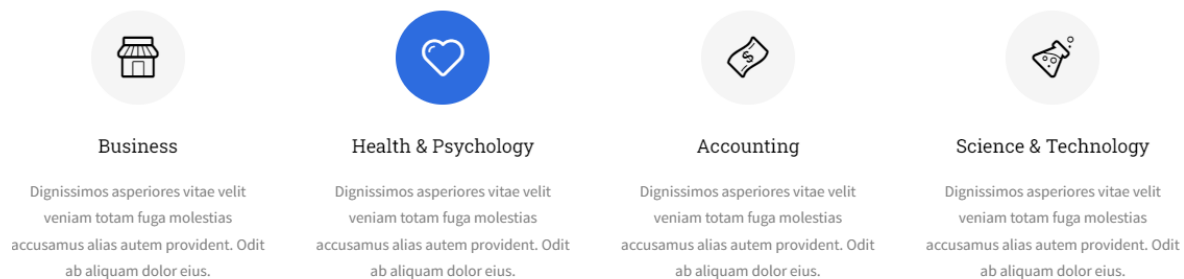 Business
Dignissimos asperiores vitae velit
veniam totam fuga molestias
accusamus alias autem provident. Odit
ab aliquam dolor eius.
Health & Psychology
Dignissimos asperiores vitae velit
veniam totam fuga molestias
accusamus alias autem provident. Odit
ab aliquam dolor eius.
$
Accounting
Dignissimos asperiores vitae velit
veniam totam fuga molestias
accusamus alias autem provident. Odit
ab aliquam dolor eius.
Science & Technology
Dignissimos asperiores vitae velit
veniam totam fuga molestias
accusamus alias autem provident. Odit
ab aliquam dolor eius.